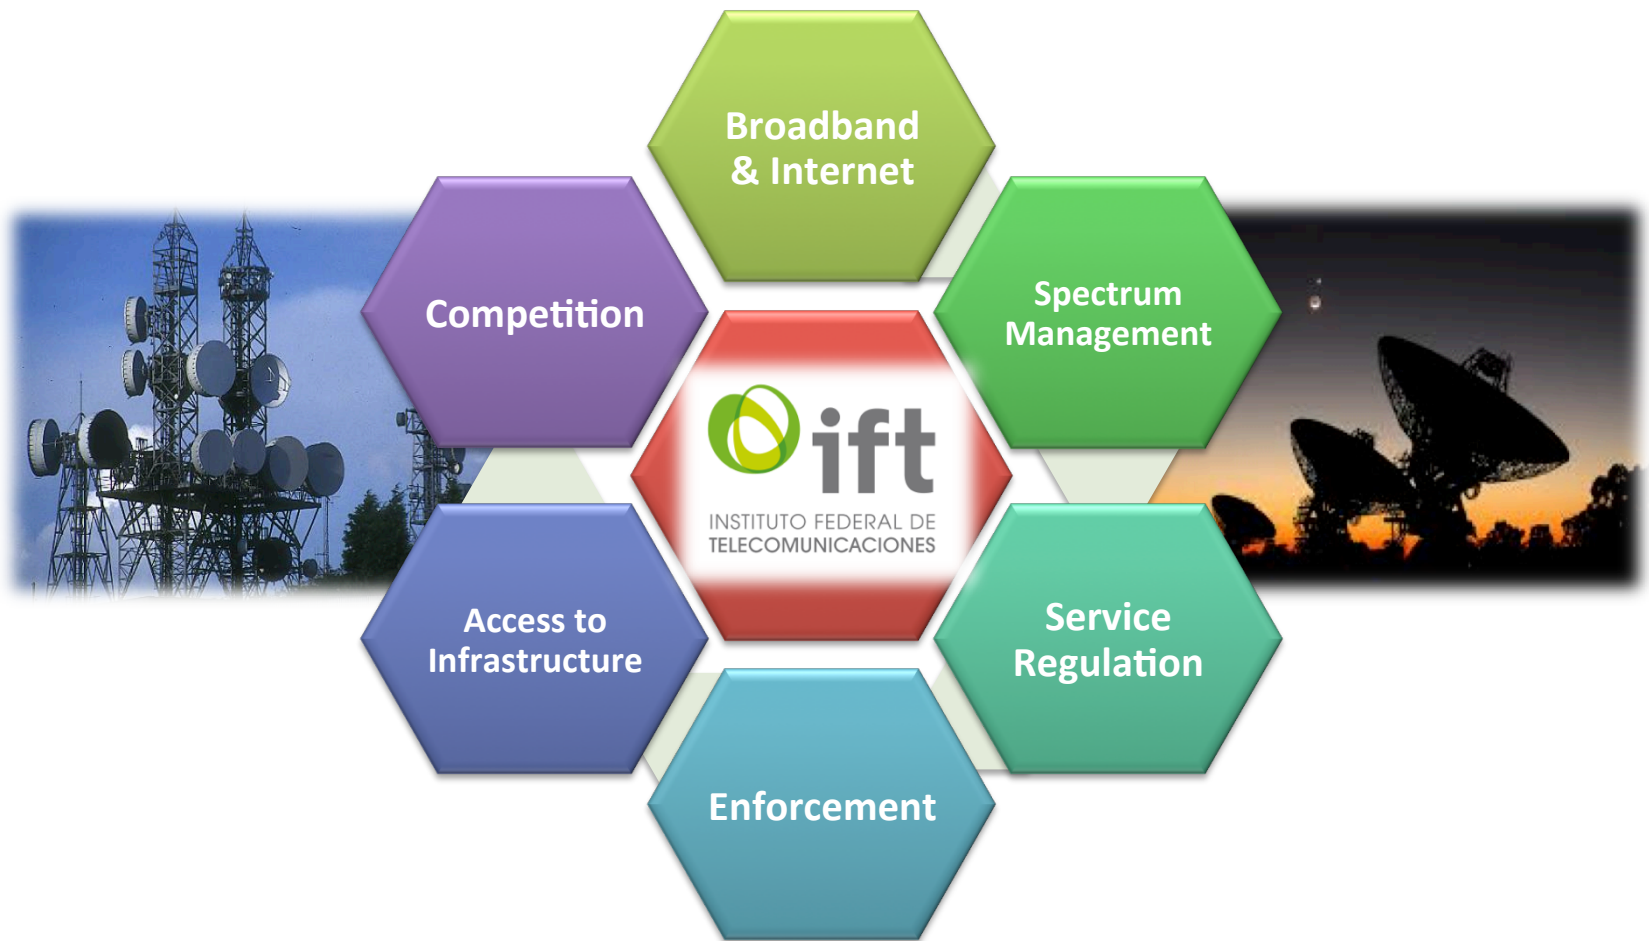 Broadband
& Internet
Competition
Spectrum
Management
ift
INSTITUTO FEDERAL DE
TELECOMUNICACIONES
Access to
Infrastructure
Service
Regulation
Enforcement